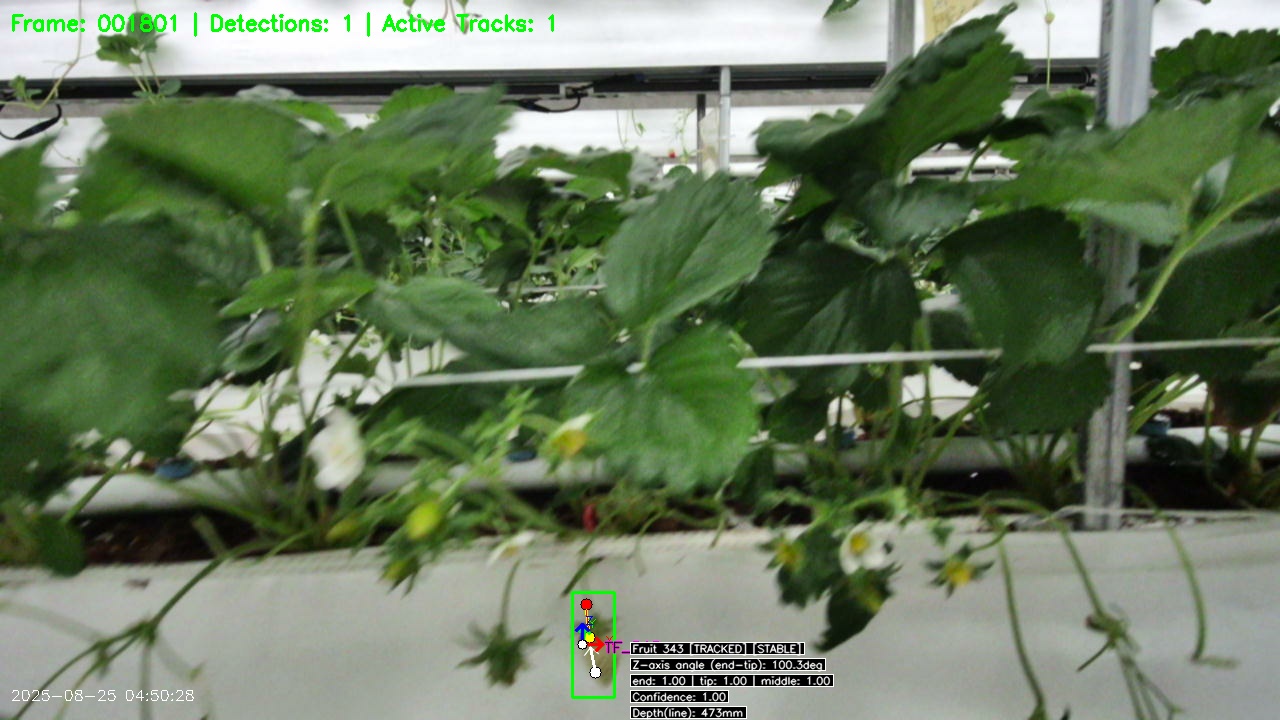 Frame: 001801 | Detections: 1 | Active Tracks: 1
Fruit 343 [TRACKED] [STABLE]
Z-axis angle (end-tip): 100.3deg
end: 1.00 | tip: 1.00 | middle: 1.00
Confidence: 1.00
Depth(line): 473mm
2025-08-25 04:50:28